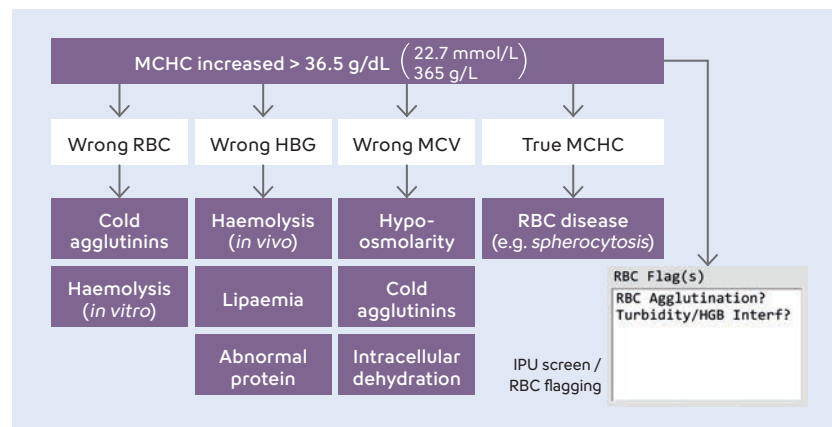 MCHC increased > 36.5 g/dL (22.7 mmol/L
365 g/L)
Wrong RBC
Wrong HBG
Wrong MCV
True MCHC
Cold
agglutinins
Haemolysis
(in vivo)
Hypo-
osmolarity
RBC disease
(e.g. spherocytosis)
Haemolysis
(in vitro)
Lipaemia
Cold
agglutinins
Abnormal
protein
Intracellular
dehydration
IPU screen /
RBC flagging
RBC Flag(s)
RBC Agglutination?
Turbidity/HGB Interf?